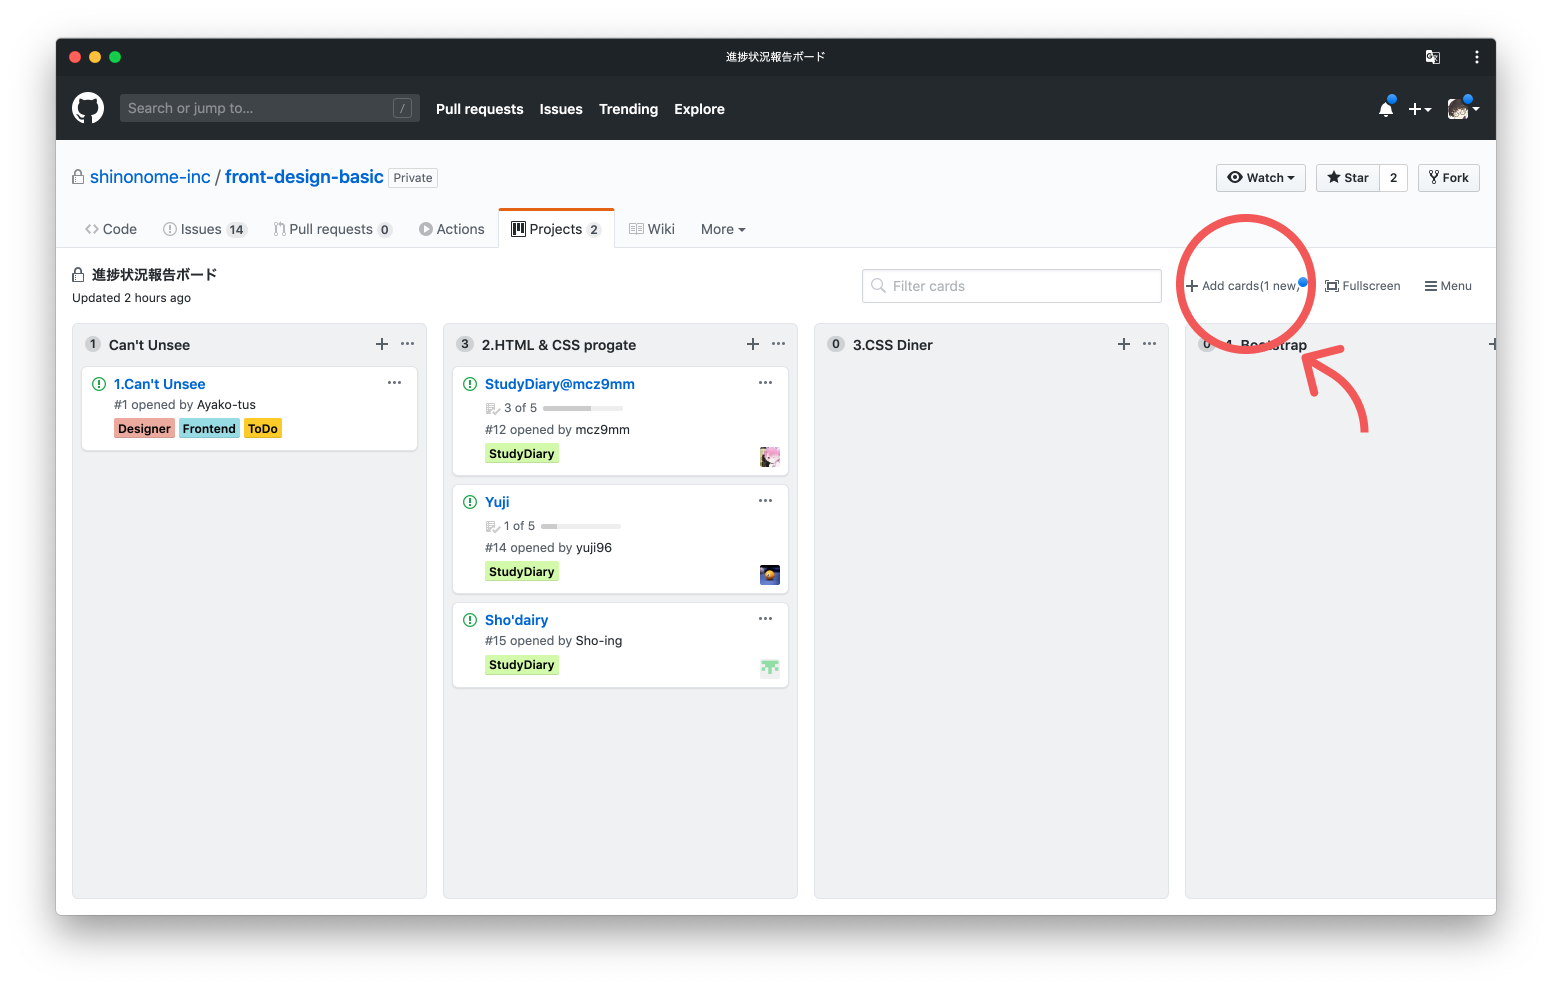 進捗状況報告ボード
Search or jump to... /
Pull requests Issues Trending Explore
shinonome-inc / front-design-basic Private
Watch Star 2 Fork
Code Issues 14 Pull requests 0 Actions Projects 2 Wiki More
進捗状況報告ボード
Updated 2 hours ago
Filter cards
Add cards(1 new) Fullscreen Menu
1 Can't Unsee
1.Can't Unsee
#1 opened by Ayako-tus
Designer Frontend ToDo
3 2.HTML & CSS progate
StudyDiary@mcz9mm
3 of 5
#12 opened by mcz9mm
StudyDiary
Yuji
1 of 5
#14 opened by yuji96
StudyDiary
Sho'dairy
#15 opened by Sho-ing
StudyDiary
0 3.CSS Diner
0 4. Bootstrap